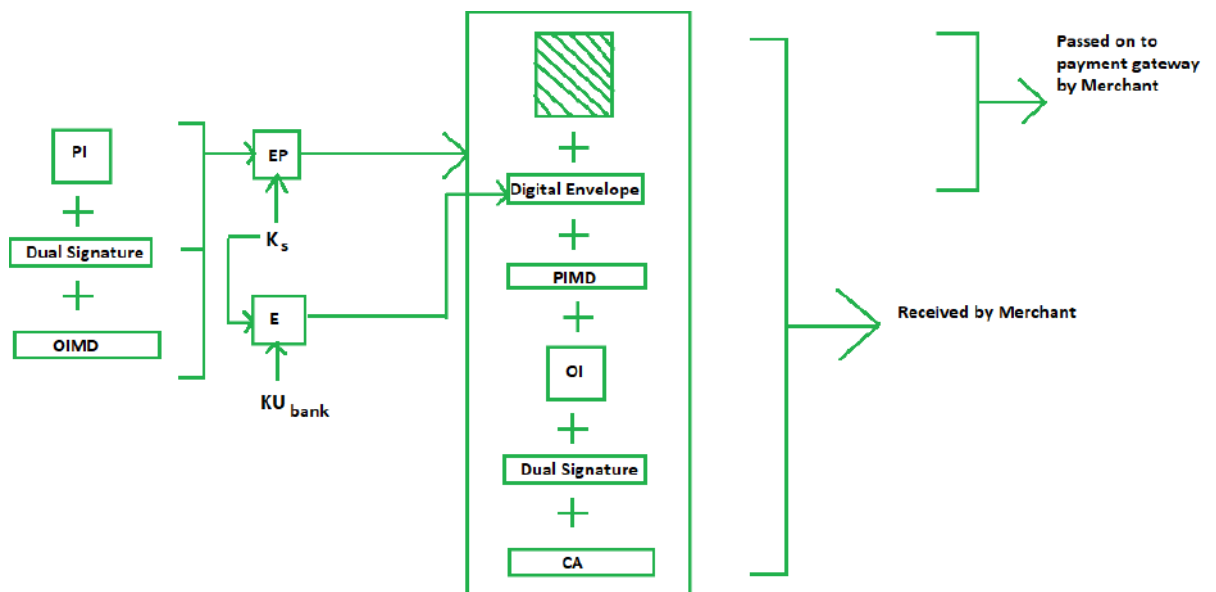 PI
+
Dual Signature
+
OIMD
EP
Ks
E
KU bank
+
Digital Envelope
+
PIMD
+
OI
+
Dual Signature
+
CA
Received by Merchant
Passed on to
payment gateway
by Merchant